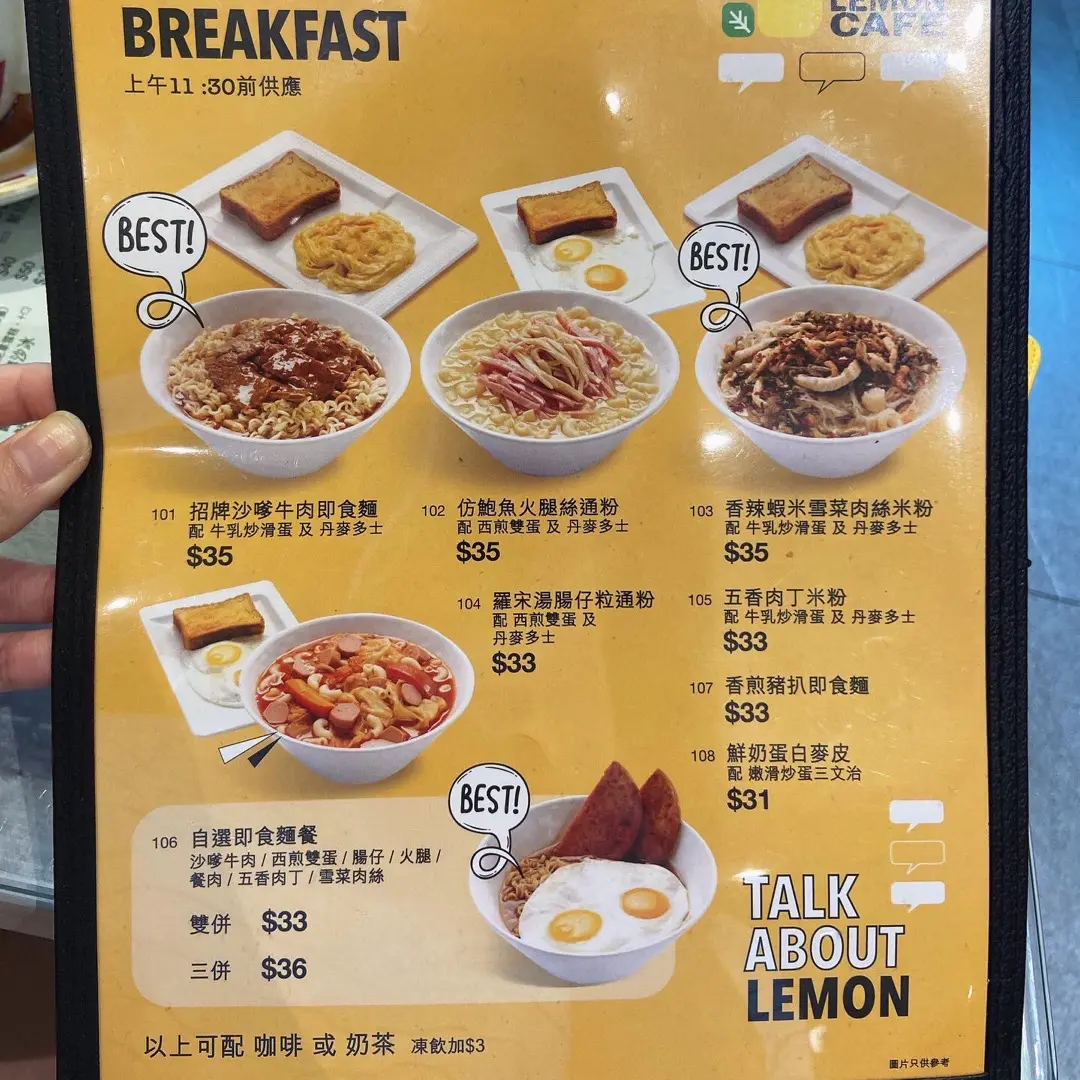 BREAKFAST
上午11:30前供應
LEMON
CAFE
BEST!
BEST!
101 招牌沙嗲牛肉即食麵
配 牛乳炒滑蛋 及 丹麥多士
$35
102 仿鮑魚火腿絲通粉
配 西煎雙蛋 及 丹麥多士
$35
103 香辣蝦米雪菜肉絲米粉
配 牛乳炒滑蛋 及 丹麥多士
$35
104 羅宋湯腸仔粒通粉
配 西煎雙蛋 及
丹麥多士
$33
105 五香肉丁米粉
配 牛乳炒滑蛋 及 丹麥多士
$33
107 香煎豬扒即食麵
$33
108 鮮奶蛋白麥皮
配 嫩滑炒蛋三文治
$31
BEST!
106 自選即食麵餐
沙嗲牛肉 / 西煎雙蛋 / 腸仔 / 火腿 /
餐肉 / 五香肉丁 / 雪菜肉絲
雙併 $33
三併 $36
TALK
ABOUT
LEMON
以上可配 咖啡 或 奶茶 凍飲加$3
圖片只供參考